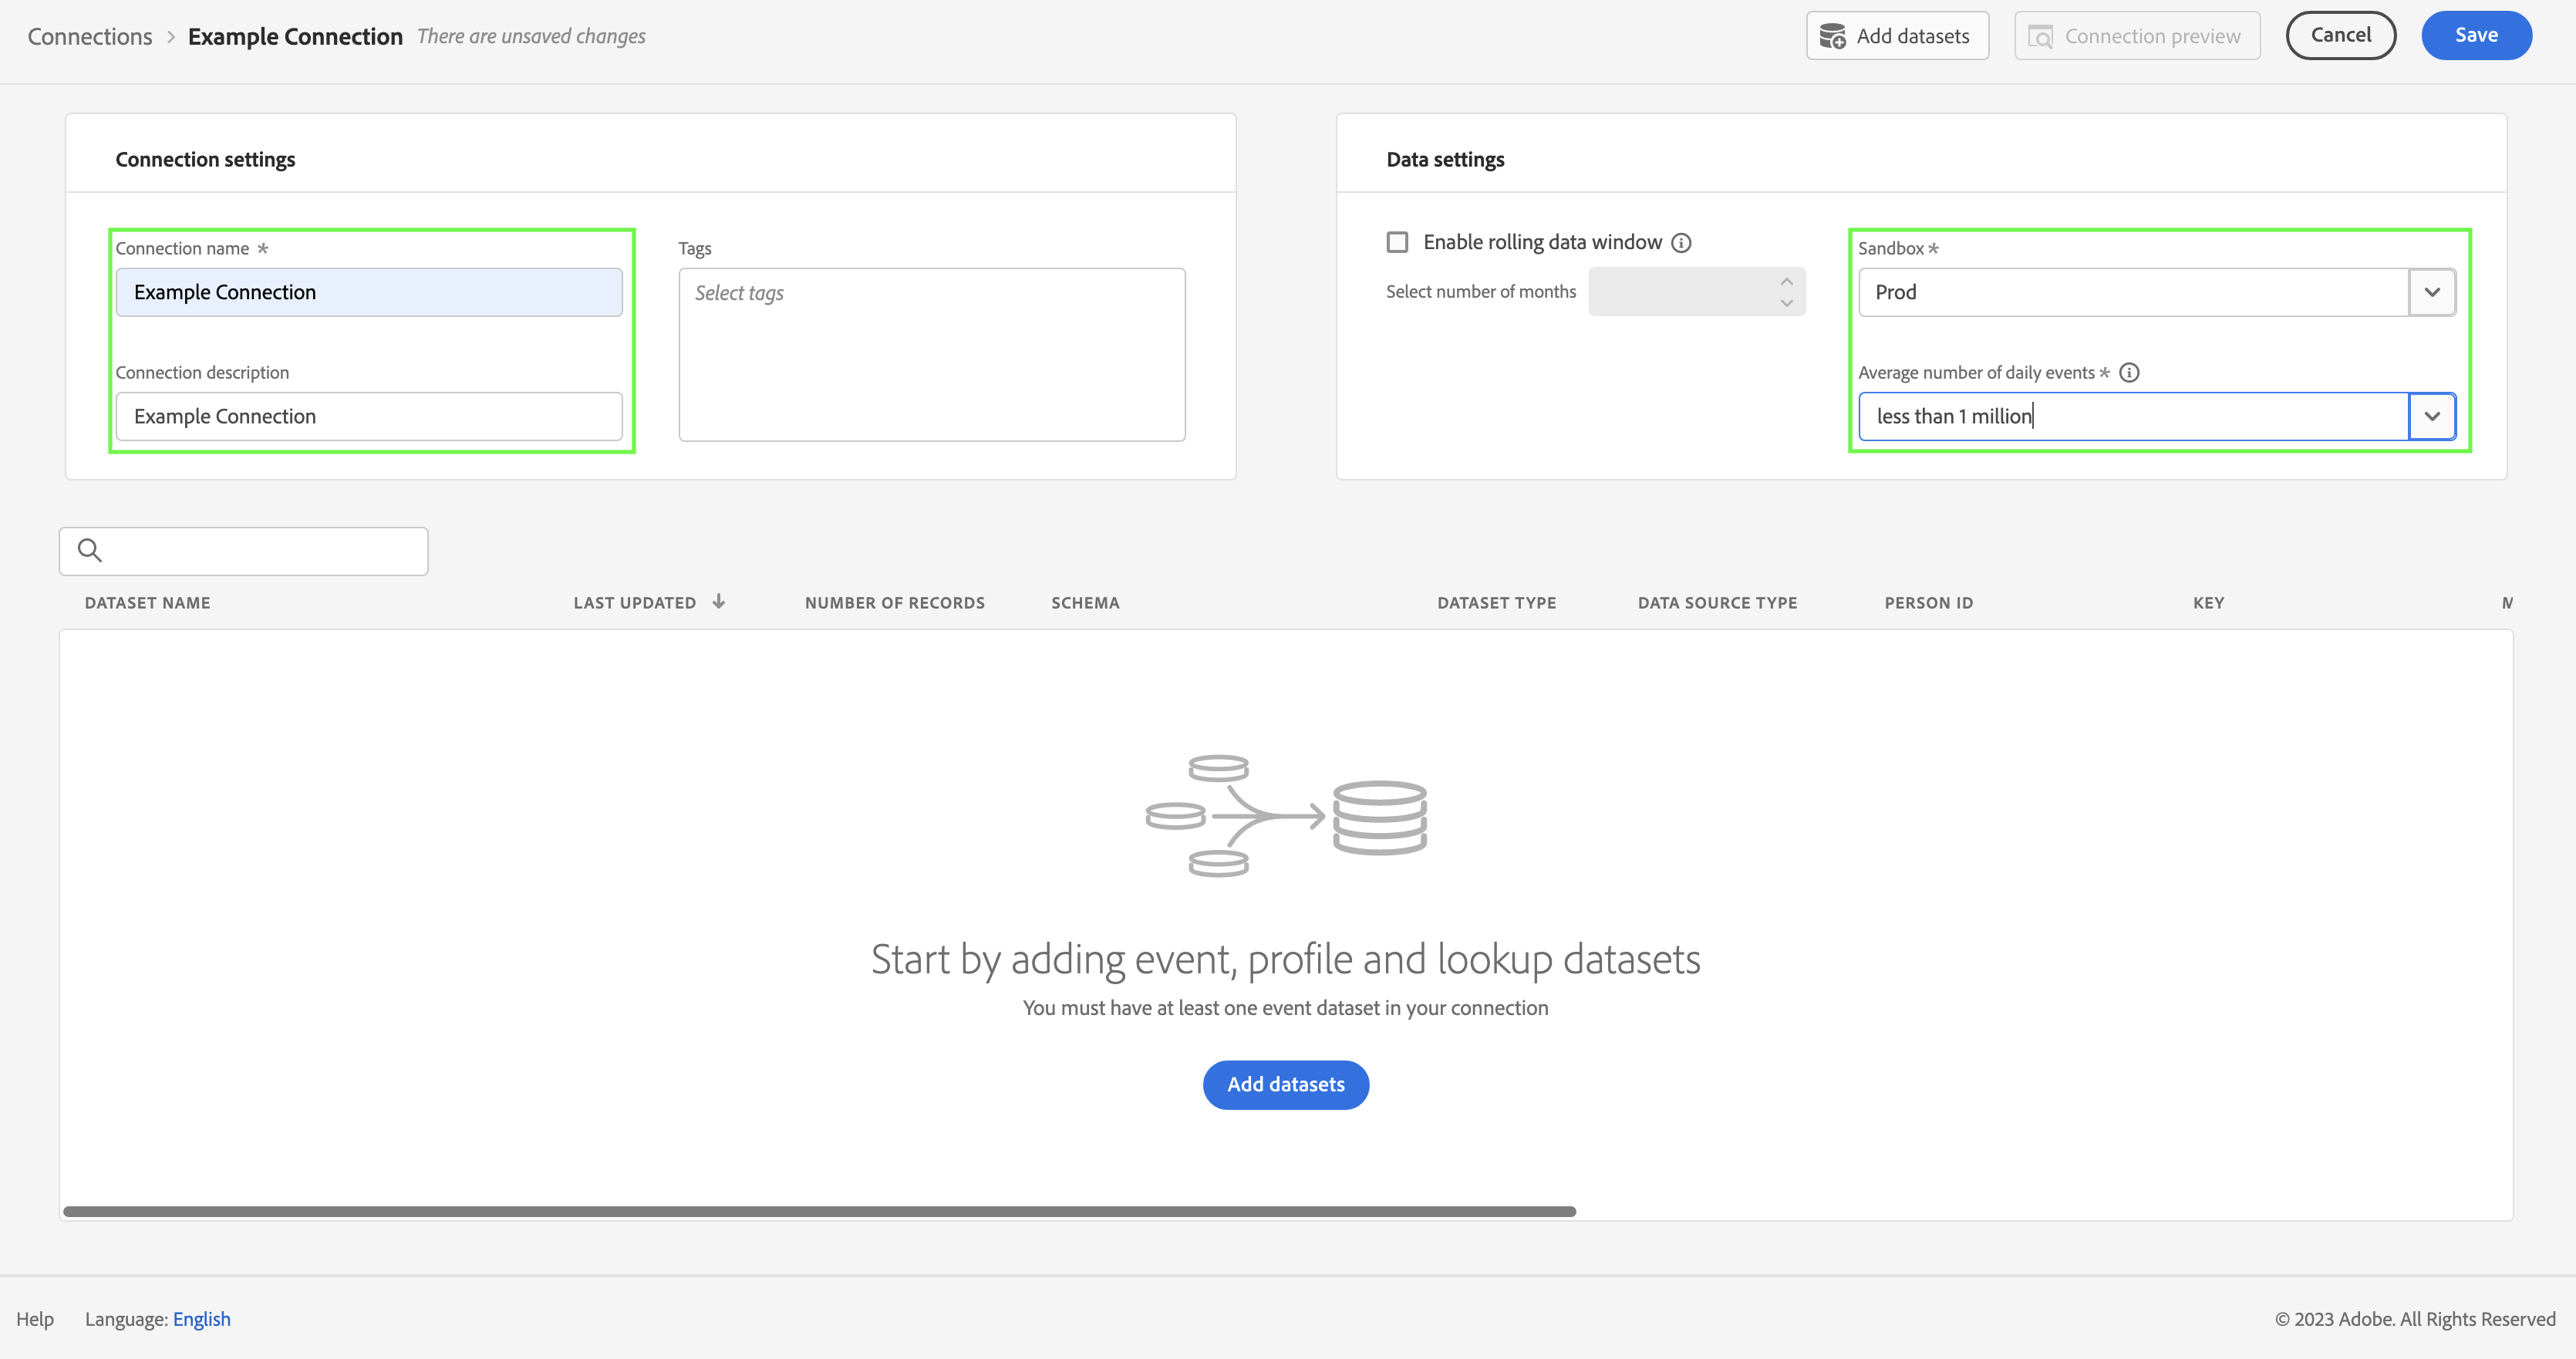 Connections > Example Connection There are unsaved changes
Add datasets
Connection preview
Cancel
Save
Connection settings
Connection name *
Example Connection
Connection description
Example Connection
Tags
Select tags
Data settings
Enable rolling data window
Select number of months
Sandbox *
Prod
Average number of daily events *
less than 1 million
DATASET NAME LAST UPDATED NUMBER OF RECORDS SCHEMA DATASET TYPE DATA SOURCE TYPE PERSON ID KEY
Start by adding event, profile and lookup datasets
You must have at least one event dataset in your connection
Add datasets
Help Language: English
© 2023 Adobe. All Rights Reserved